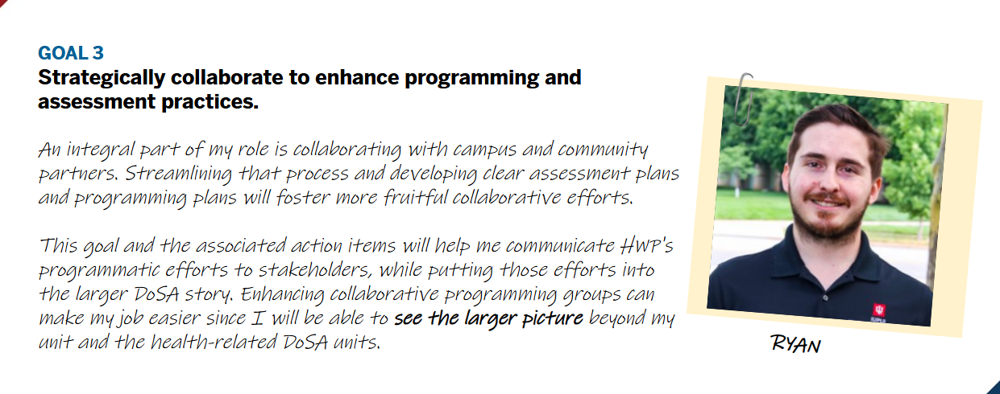 GOAL 3
Strategically collaborate to enhance programming and
assessment practices.
An integral part of my role is collaborating with campus and community
partners. Streamlining that process and developing clear assessment plans
and programming plans will foster more fruitful collaborative efforts.
This goal and the associated action items will help me communicate HWP's
programmatic efforts to stakeholders, while putting those efforts into
the larger DoSA story. Enhancing collaborative programming groups can
make my job easier since I will be able to see the larger picture beyond my
unit and the health-related DoSA units.
RYAN